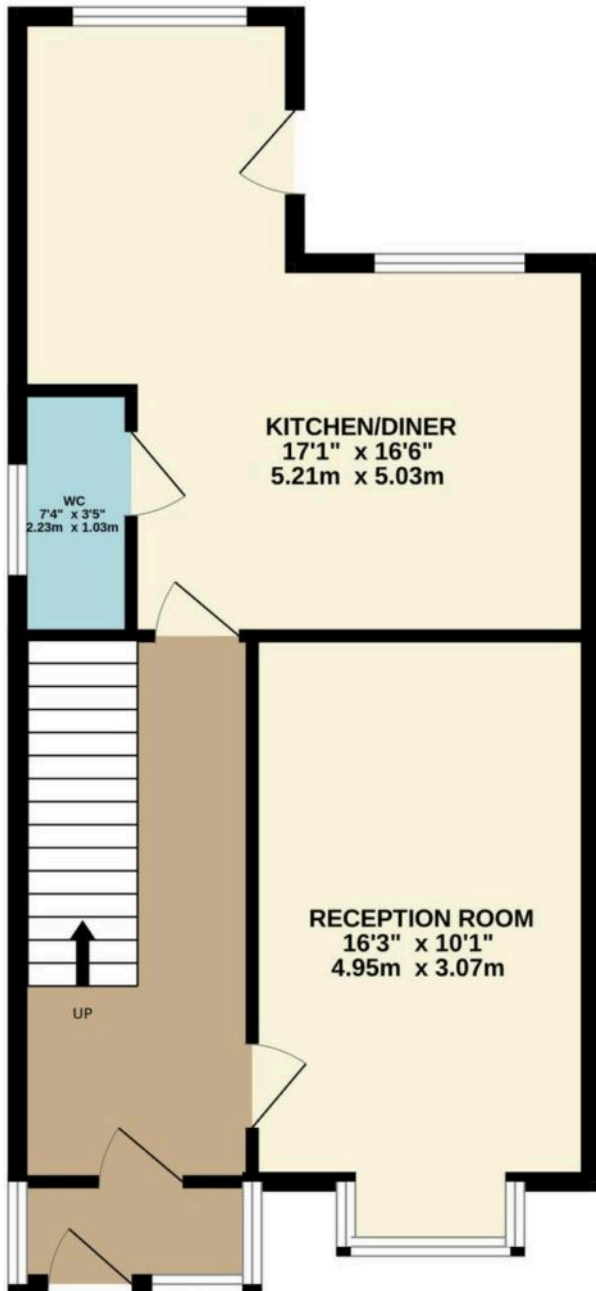 KITCHEN/DINER
17'1" x 16'6"
5.21m x 5.03m
WC
7'4" x 3'5"
2.23m x 1.03m
RECEPTION ROOM
16'3" x 10'1"
4.95m x 3.07m
UP